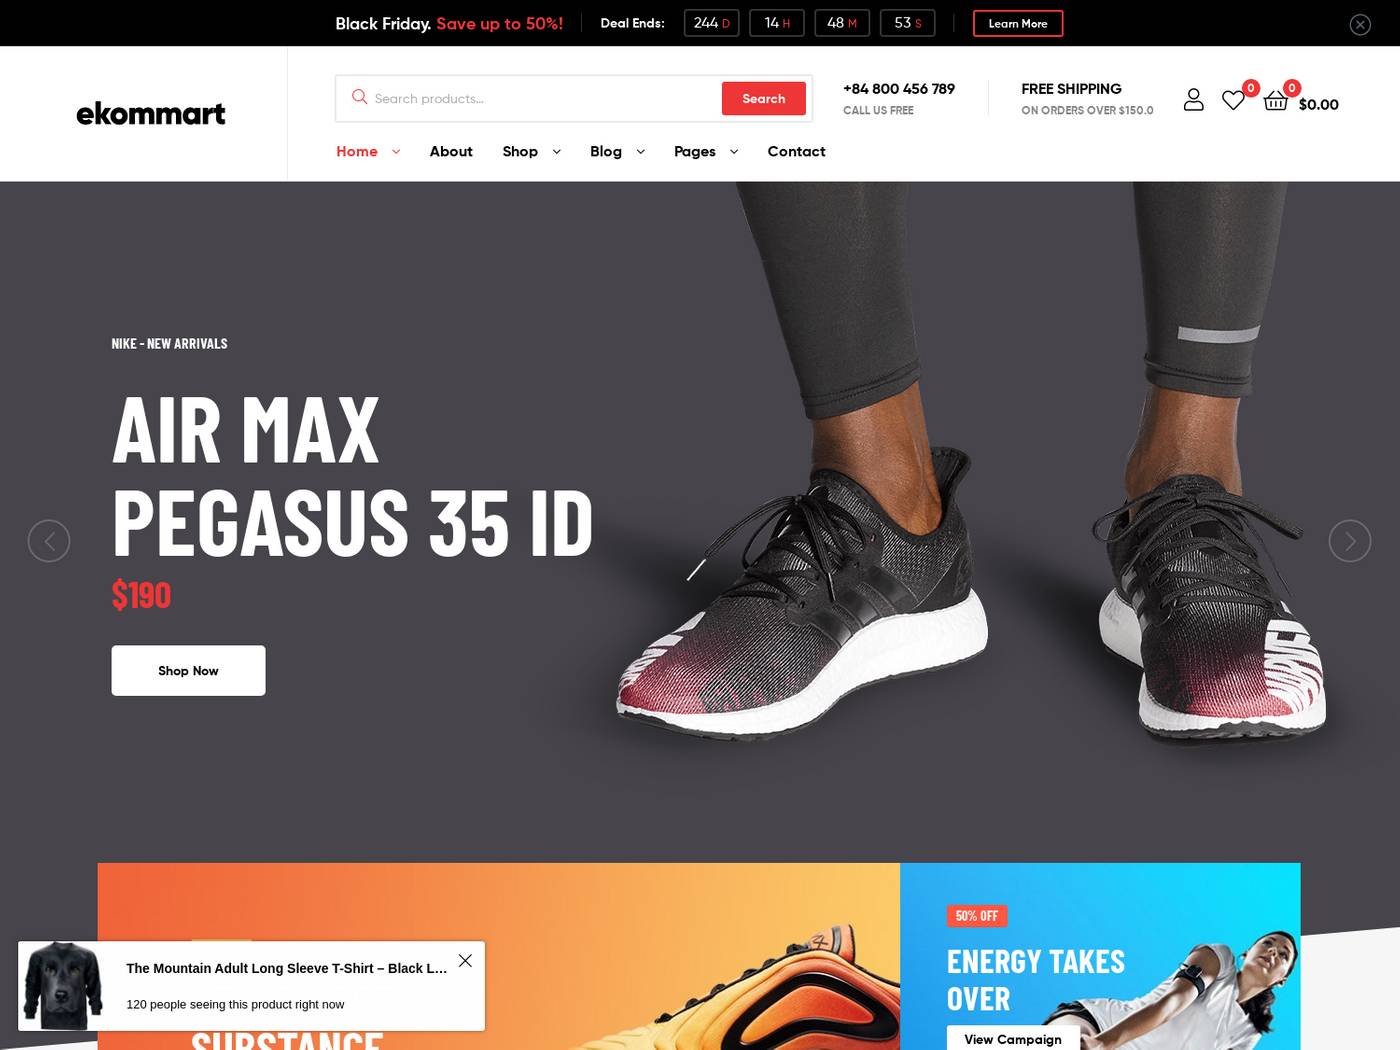 Black Friday. Save up to 50%!
Deal Ends:
244 D 14 H 48 M 53 S
Learn More
ekommart
Search products...
Search
+84 800 456 789
CALL US FREE
FREE SHIPPING
ON ORDERS OVER $150.0
0
0
$0.00
Home
About
Shop
Blog
Pages
Contact
NIKE - NEW ARRIVALS
AIR MAX
PEGASUS 35 ID
$190
Shop Now
50% OFF
ENERGY TAKES
OVER
View Campaign
The Mountain Adult Long Sleeve T-Shirt – Black L...
120 people seeing this product right now
SUBSTANCE